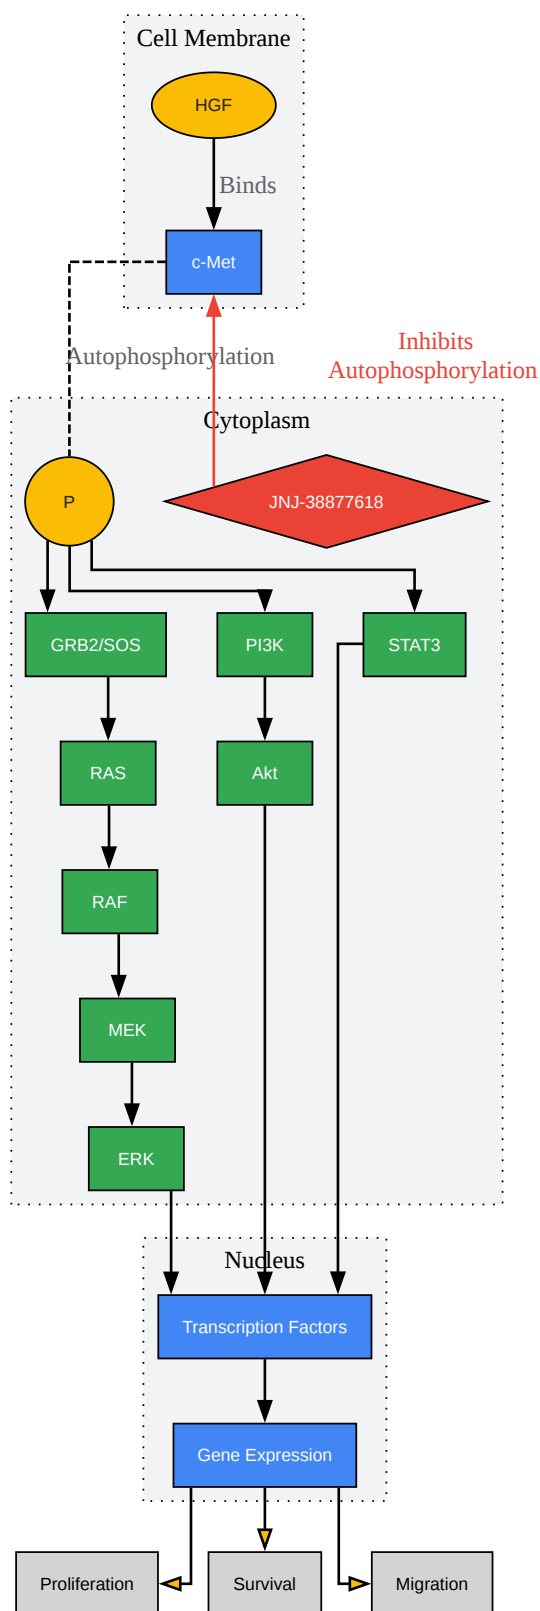 Cell Membrane
HGF
Binds
c-Met
Autophosphorylation
Inhibits
Autophosphorylation
Cytoplasm
P
JNJ-38877618
GRB2/SOS
PI3K
STAT3
RAS
Akt
RAF
MEK
ERK
Nucleus
Transcription Factors
Gene Expression
Proliferation
Survival
Migration